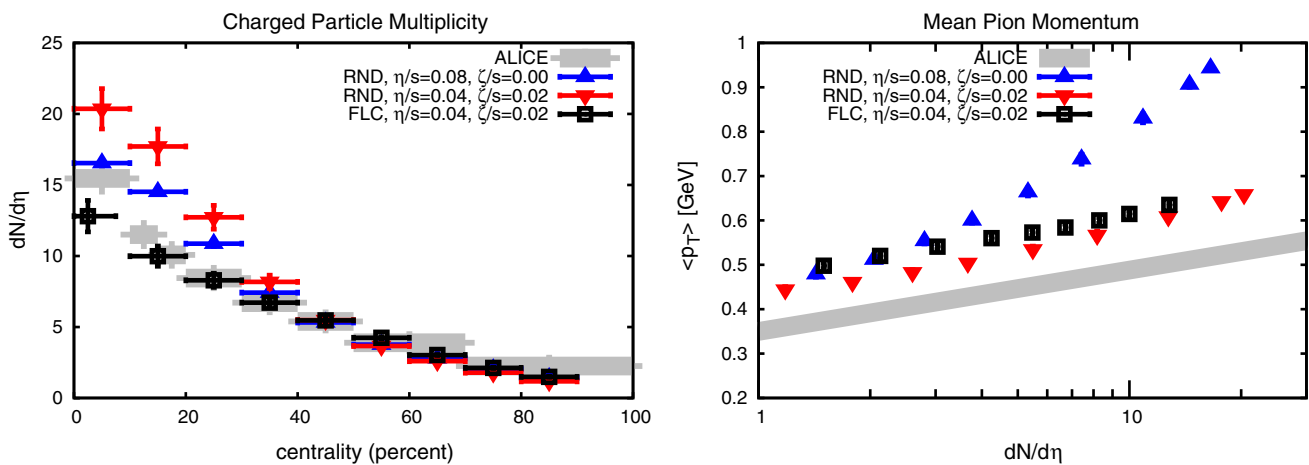 Charged Particle Multiplicity
25
20
15
10
5
0
dN/dη
ALICE
RND, η/s=0.08, ζ/s=0.00
RND, η/s=0.04, ζ/s=0.02
FLC, η/s=0.04, ζ/s=0.02
0 20 40 60 80 100
centrality (percent)
Mean Pion Momentum
1
0.9
0.8
0.7
0.6
0.5
0.4
0.3
0.2
<p_T> [GeV]
ALICE
RND, η/s=0.08, ζ/s=0.00
RND, η/s=0.04, ζ/s=0.02
FLC, η/s=0.04, ζ/s=0.02
1 10
dN/dη